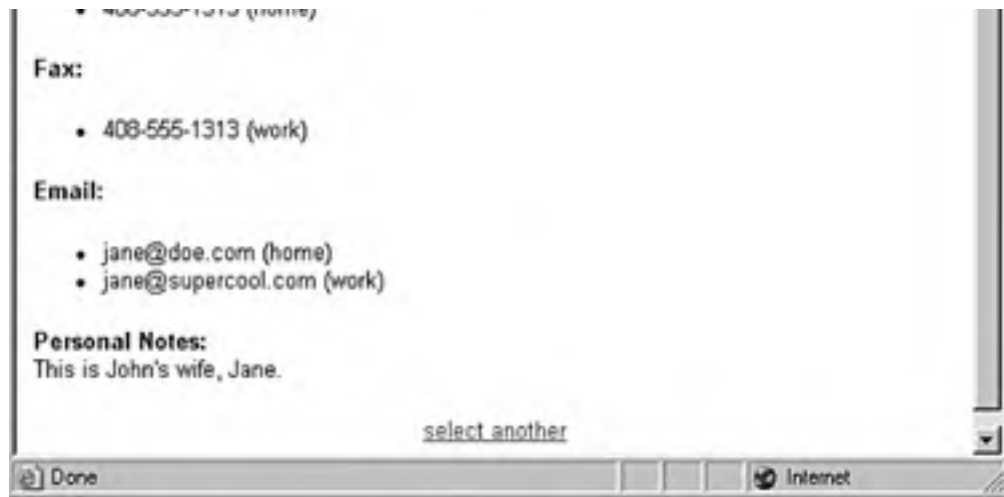 (home)
Fax:
• 408-555-1313 (work)
Email:
• jane@doe.com (home)
• jane@supercool.com (work)
Personal Notes:
This is John's wife, Jane.
select another
Done
Internet